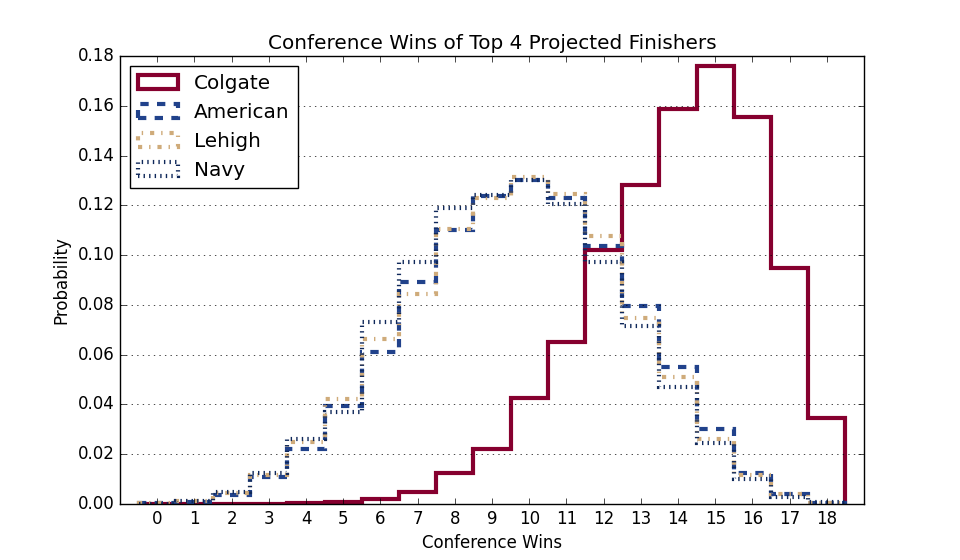 Conference Wins of Top 4 Projected Finishers
0.18
0.16
0.14
0.12
0.10
0.08
0.06
0.04
0.02
0.00
Probability
Colgate
American
Lehigh
Navy
0 1 2 3 4 5 6 7 8 9 10 11 12 13 14 15 16 17 18
Conference Wins